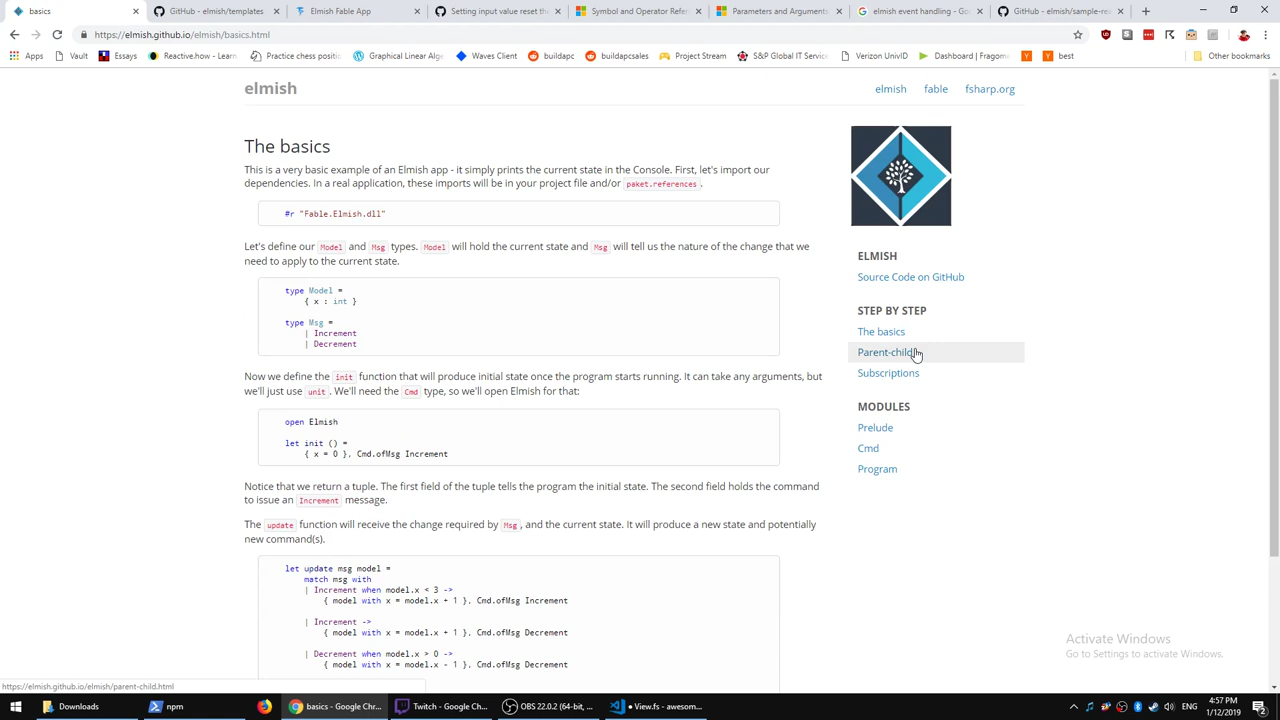 basics
GitHub - elmish/templates
Elmish Fable App
Setting input value reset th
Symbol and Operator Refer
Parameters and Arguments
elmish event handling - Go
GitHub - elmish/sample-rea
https://elmish.github.io/elmish/basics.html
Apps
Vault
Essays
Reactive.how - Learn
Practice chess position
Graphical Linear Alge
Waves Client
buildapc
buildapcsales
Project Stream
S&P Global IT Service
Verizon UnivID
Dashboard | Fragom
best
Other bookmarks
elmish
elmish fable fsharp.org
The basics
This is a very basic example of an Elmish app - it simply prints the current state in the Console. First, let's import our
dependencies. In a real application, these imports will be in your project file and/or paket.references .
#r "Fable.Elmish.dll"
Let's define our Model and Msg types. Model will hold the current state and Msg will tell us the nature of the change that we
need to apply to the current state.
type Model =
{ x : int }
type Msg =
| Increment
| Decrement
Now we define the init function that will produce initial state once the program starts running. It can take any arguments, but
we'll just use unit . We'll need the Cmd type, so we'll open Elmish for that:
open Elmish
let init () =
{ x = 0 }, Cmd.ofMsg Increment
Notice that we return a tuple. The first field of the tuple tells the program the initial state. The second field holds the command
to issue an Increment message.
The update function will receive the change required by Msg , and the current state. It will produce a new state and potentially
new command(s).
let update msg model =
match msg with
| Increment when model.x < 3 ->
{ model with x = model.x + 1 }, Cmd.ofMsg Increment
| Increment ->
{ model with x = model.x + 1 }, Cmd.ofMsg Decrement
| Decrement when model.x > 0 ->
{ model with x = model.x - 1 }, Cmd.ofMsg Decrement
ELMISH
Source Code on GitHub
STEP BY STEP
The basics
Parent-child
Subscriptions
MODULES
Prelude
Cmd
Program
Activate Windows
Go to Settings to activate Windows.
https://elmish.github.io/elmish/parent-child.html
Downloads
npm
basics - Google Chr...
Twitch - Google Ch...
OBS 22.0.2 (64-bit, ...
● View.fs - awesom...
4:57 PM
1/12/2019
2